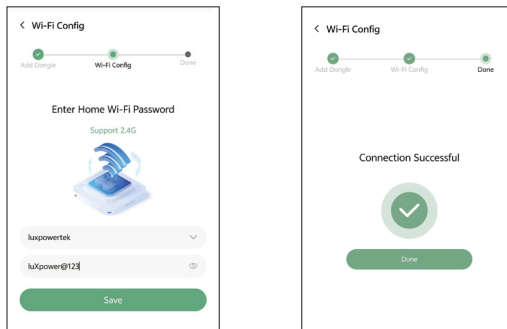 Wi-Fi Config
Add Dongle
Wi-Fi Config
Done
Enter Home Wi-Fi Password
Support 2.4G
luxpowertek
luXpower@123
Save
Wi-Fi Config
Add Dongle
Wi-Fi Config
Done
Connection Successful
Done